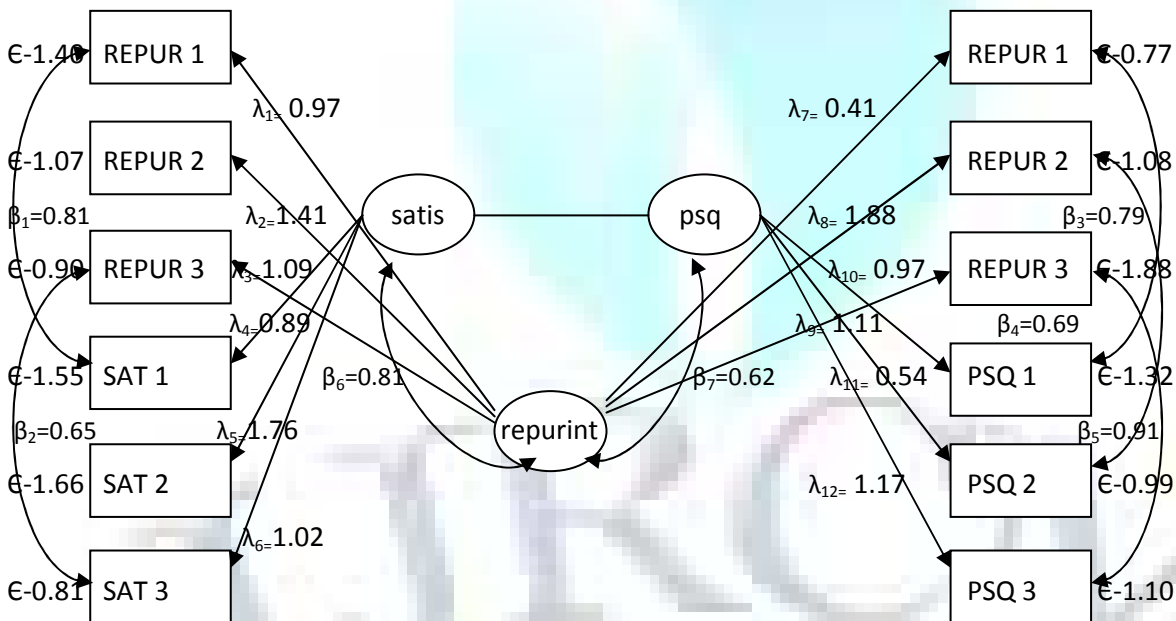 Є-1.40 REPUR 1 REPUR 1 Є-0.77
λ1= 0.97 λ7= 0.41
Є-1.07 REPUR 2 REPUR 2 Є-1.08
β1=0.81 λ2=1.41 satis psq λ8= 1.88 β3=0.79
Є-0.90 REPUR 3 λ3=1.09 λ10= 0.97 REPUR 3 Є-1.88
λ4=0.89 λ9= 1.11 β4=0.69
Є-1.55 SAT 1 β6=0.81 β7=0.62 λ11= 0.54 PSQ 1 Є-1.32
β2=0.65 λ5=1.76 repurint β5=0.91
Є-1.66 SAT 2 λ12= 1.17 PSQ 2 Є-0.99
λ6=1.02
Є-0.81 SAT 3 PSQ 3 Є-1.10